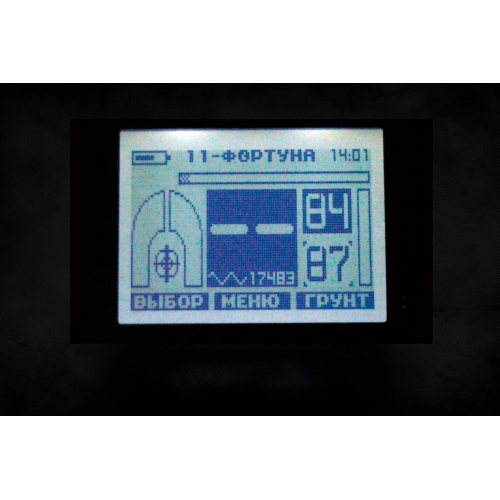 11-ФОРТУНА 14:01
84
-- 17483 87
ВЫБОР МЕНЮ ГРУНТ